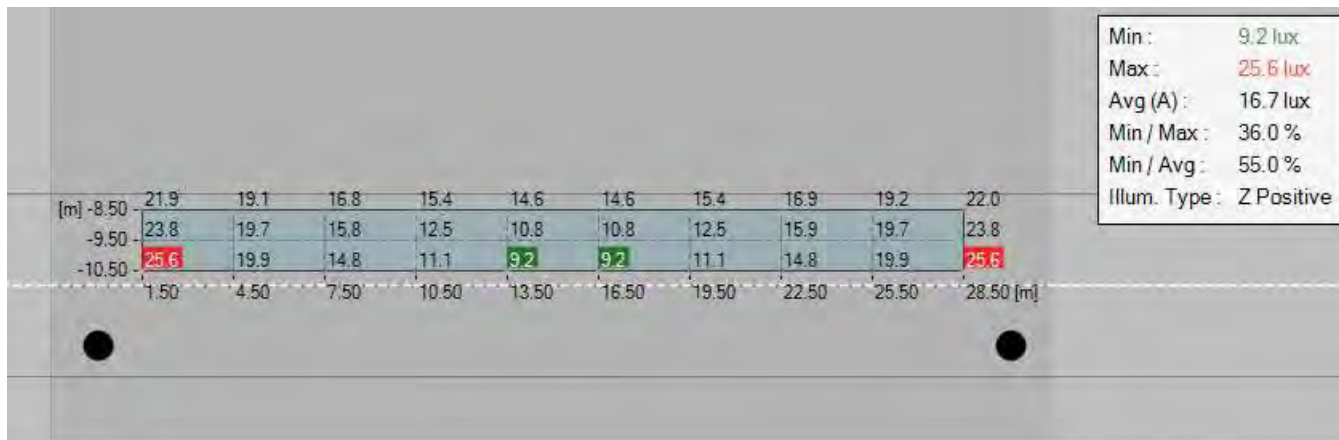 Min : 9.2 lux
Max : 25.6 lux
Avg (A) : 16.7 lux
Min / Max : 36.0 %
Min / Avg : 55.0 %
Illum. Type : Z Positive
21.9 19.1 16.8 15.4 14.6 14.6 15.4 16.9 19.2 22.0
[m] -8.50
23.8 19.7 15.8 12.5 10.8 10.8 12.5 15.9 19.7 23.8
-9.50
25.6 19.9 14.8 11.1 9.2 9.2 11.1 14.8 19.9 25.6
-10.50
1.50 4.50 7.50 10.50 13.50 16.50 19.50 22.50 25.50 28.50 [m]